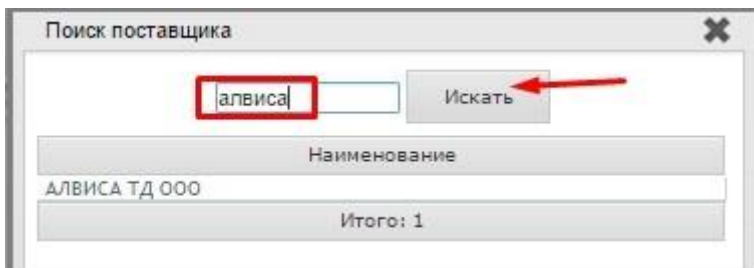 Поиск поставщика
алвиса Искать
Наименование
АЛВИСА ТД ООО
Итого: 1